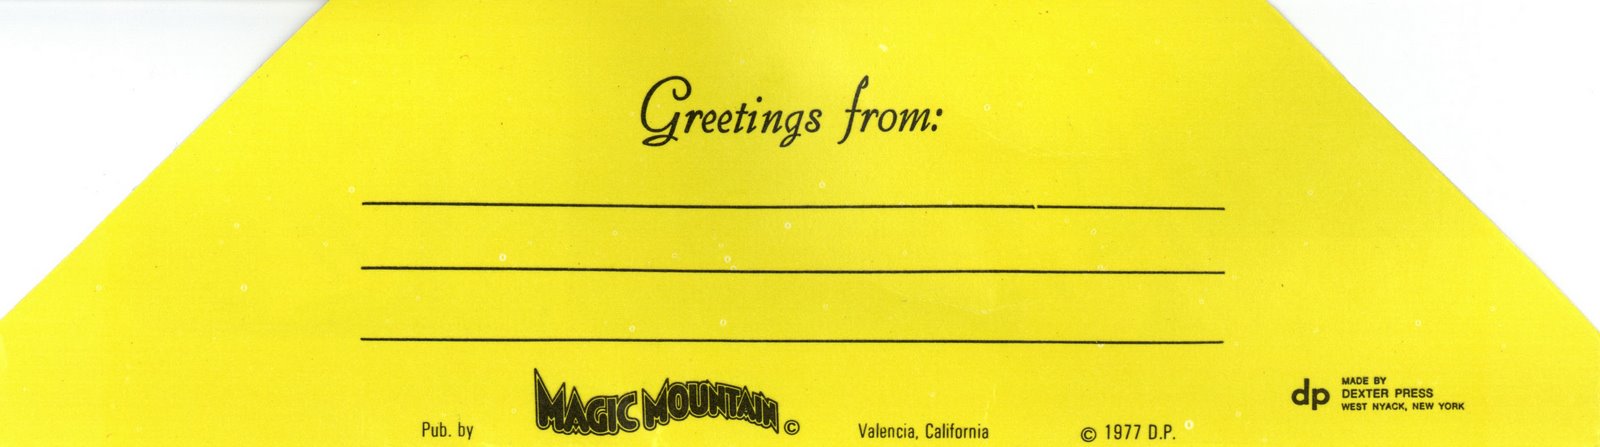 Greetings from:
Pub. by MAGIC MOUNTAIN © Valencia, California © 1977 D.P.
dp
MADE BY
DEXTER PRESS
WEST NYACK, NEW YORK